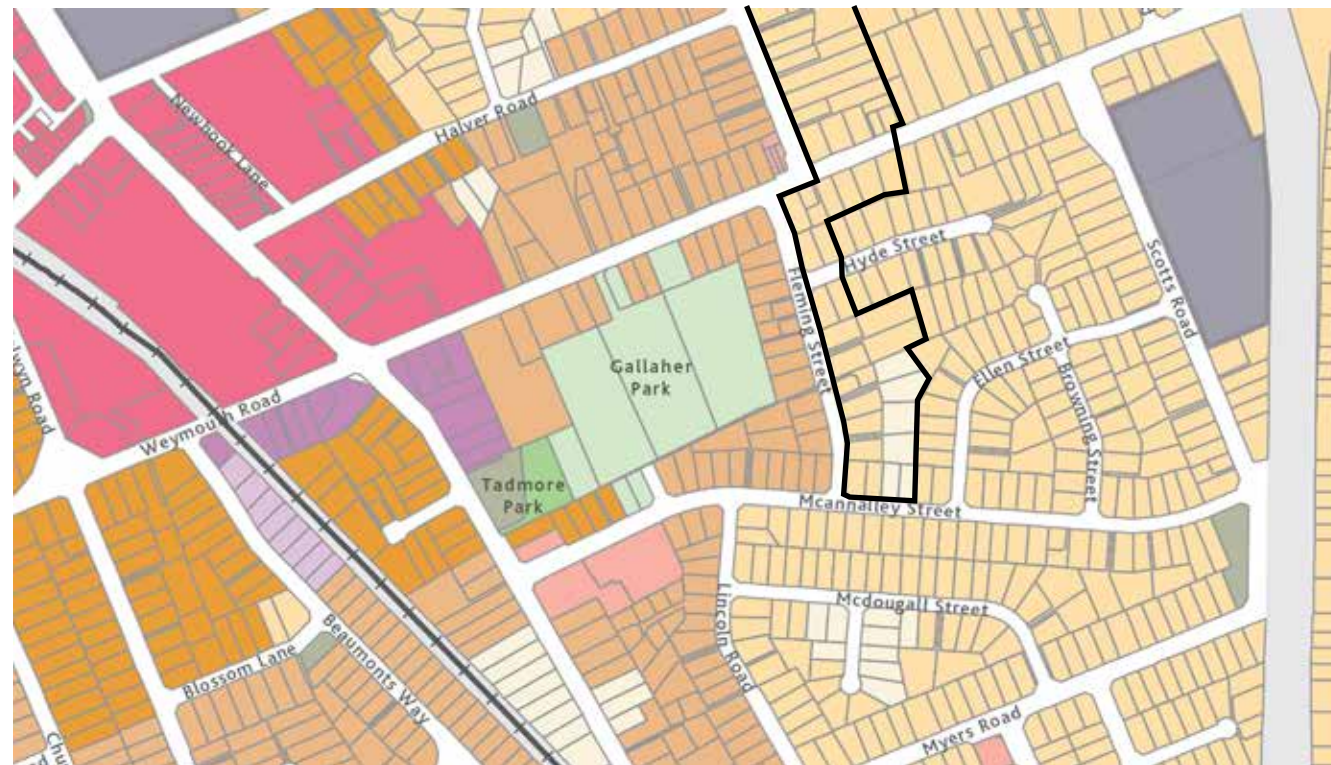 Newhook Lane
Halver Road
Hyde Street
Scotts Road
Fleming Street
Gallaher
Park
Ellen Street
Browning Street
Weymouth Road
Tadmore
Park
Mcannalley Street
Mcdougall Street
Lincoln Road
Beaumonts Way
Blossom Lane
Myers Road